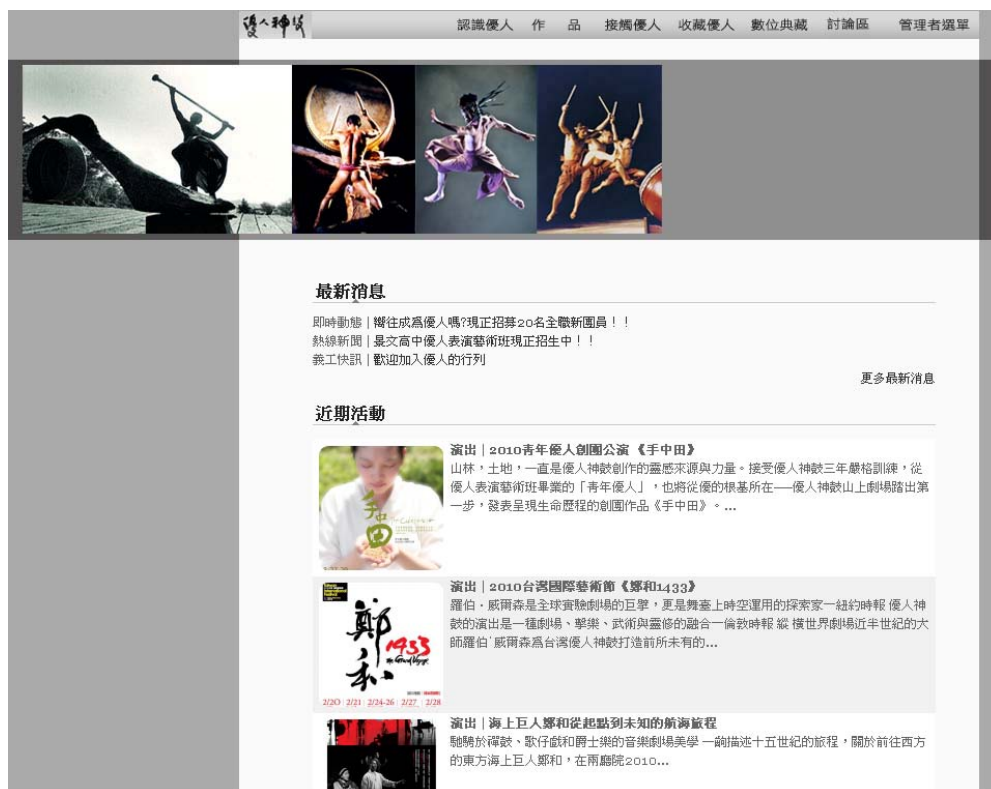 優人神鼓 認識優人 作 品 接觸優人 收藏優人 數位典藏 討論區 管理者選單
最新消息
即時動態 | 嚮往成爲優人嗎?現正招募20名全職新團員！！
熱線新聞 | 景文高中優人表演藝術班現正招生中！！
義工快訊 | 歡迎加入優人的行列
更多最新消息
近期活動
演出 | 2010青年優人創團公演《手中田》
山林，土地，一直是優人神鼓創作的靈感來源與力量。接受優人神鼓三年嚴格訓練，從
優人表演藝術班畢業的「青年優人」，也將從優的根基所在──優人神鼓山上劇場踏出第
一步，發表呈現生命歷程的創團作品《手中田》。...
手中田
演出 | 2010台灣國際藝術節《鄭和1433》
羅伯．威爾森是全球實驗劇場的巨擘，更是舞臺上時空運用的探索家—紐約時報 優人神
鼓的演出是一種劇場、擊樂、武術與靈修的融合—倫敦時報 縱 橫世界劇場近半世紀的大
師羅伯˙威爾森爲台灣優人神鼓打造前所未有的...
鄭和
1433
the Grand Voyage
2/20 | 2/21 | 2/24-26 | 2/27 | 2/28
演出 | 海上巨人鄭和從起點到未知的航海旅程
馳騁於禪鼓、歌仔戲和爵士樂的音樂劇場美學 —齣描述十五世紀的旅程，關於前往西方
的東方海上巨人鄭和，在兩廳院2010...